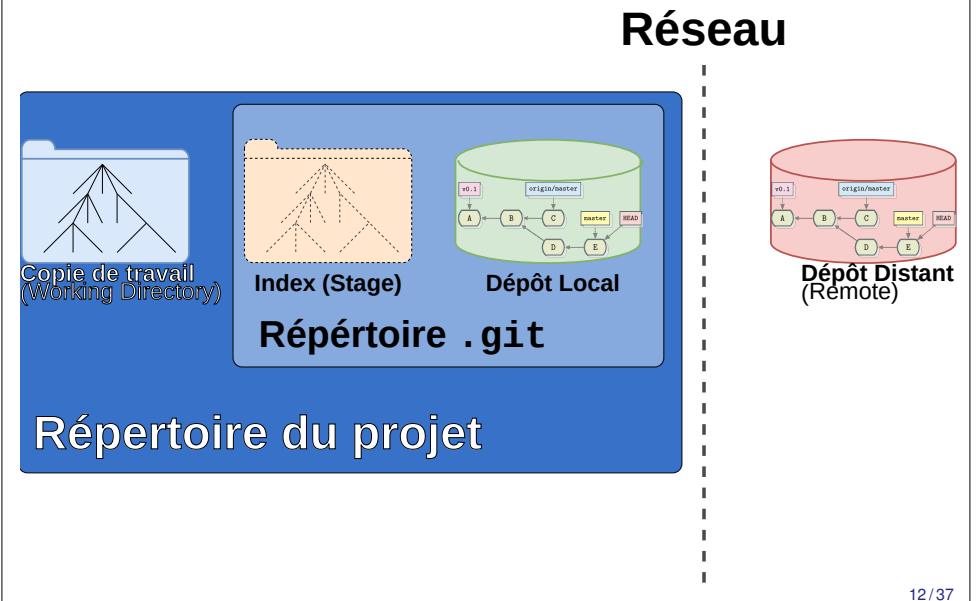 Réseau
v0.1
origin/master
A
B
C
master
HEAD
D
E
v0.1
origin/master
A
B
C
master
HEAD
D
E
Copie de travail
(Working Directory)
Index (Stage)
Dépôt Local
Dépôt Distant
(Remote)
Répértoire .git
Répertoire du projet
12 / 37